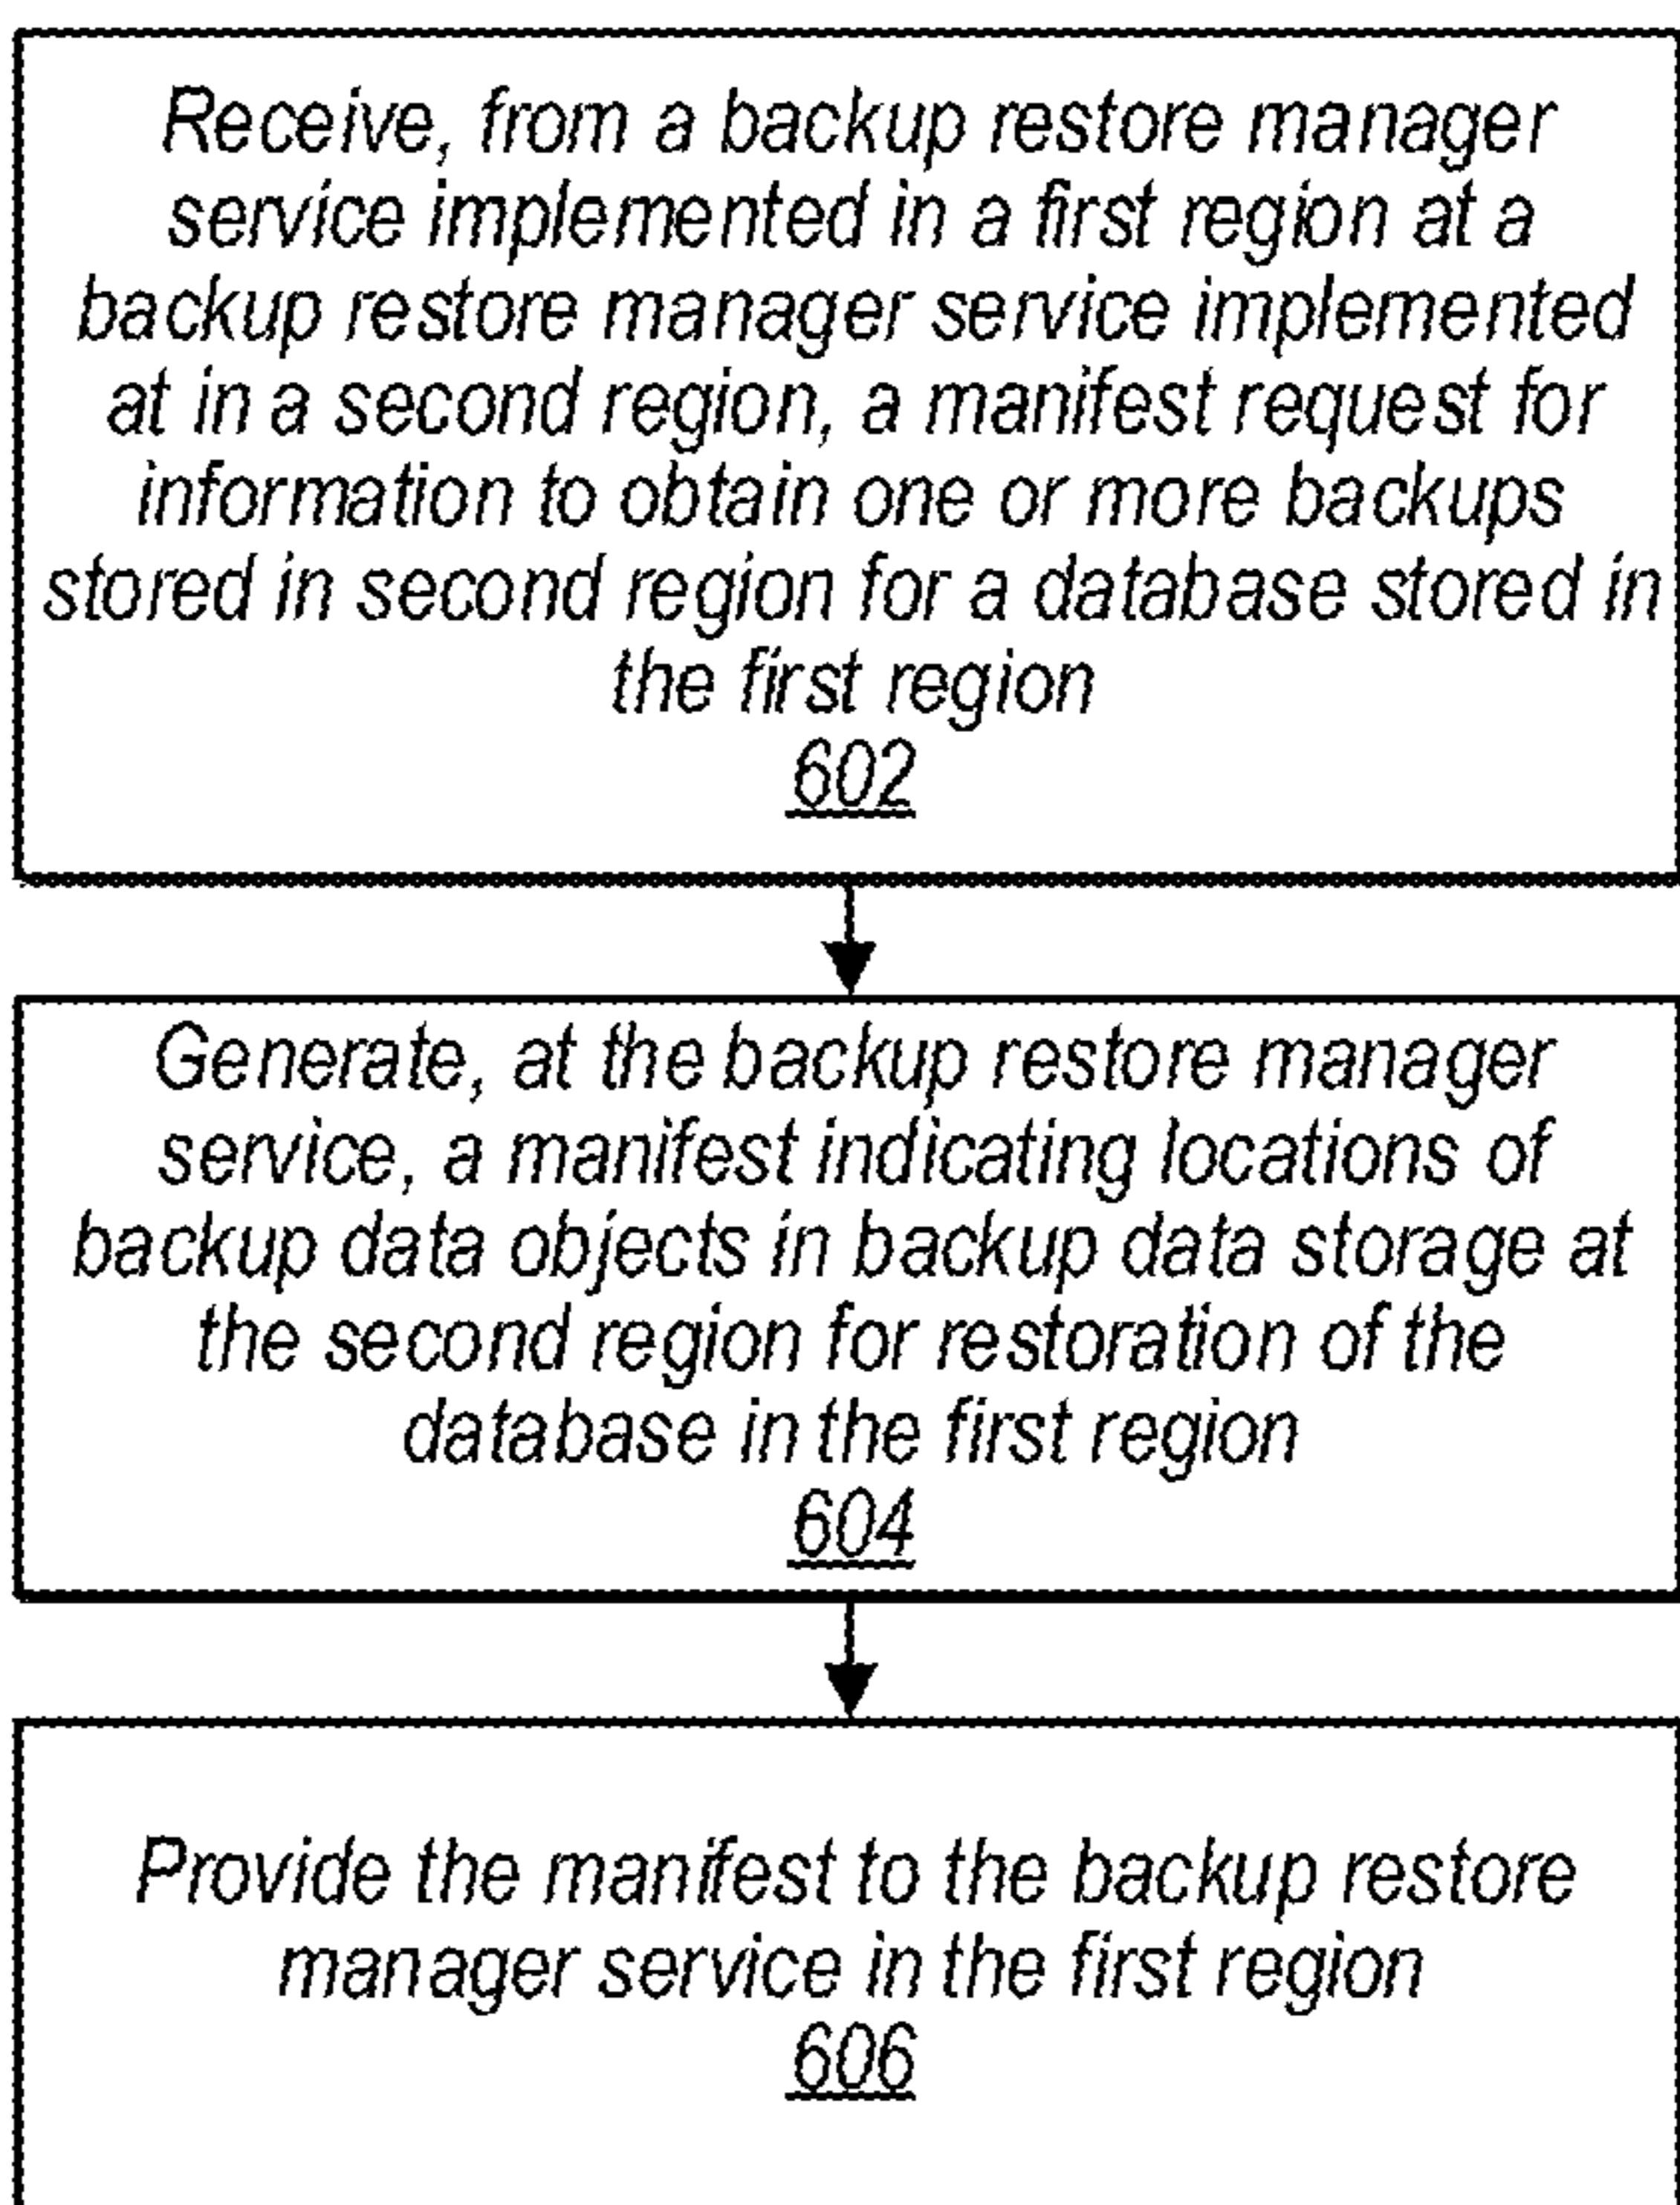 Receive, from a backup restore manager
service implemented in a first region at a
backup restore manager service implemented
at in a second region, a manifest request for
information to obtain one or more backups
stored in second region for a database stored in
the first region
602
Generate, at the backup restore manager
service, a manifest indicating locations of
backup data objects in backup data storage at
the second region for restoration of the
database in the first region
604
Provide the manifest to the backup restore
manager service in the first region
606